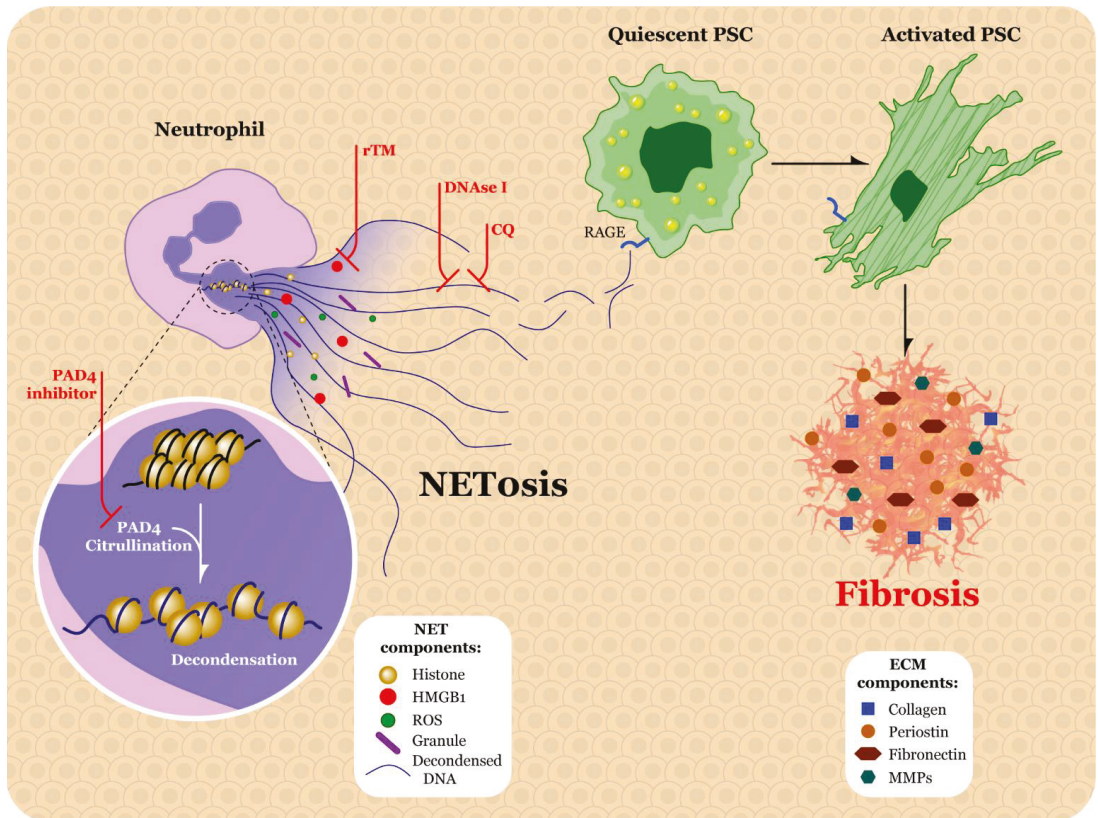 Quiescent PSC
Activated PSC
Neutrophil
rTM
DNAse I
CQ
RAGE
PAD4
inhibitor
NETosis
PAD4
Citrullination
Decondensation
Fibrosis
NET
components:
Histone
HMGB1
ROS
Granule
Decondensed
DNA
ECM
components:
Collagen
Periostin
Fibronectin
MMPs